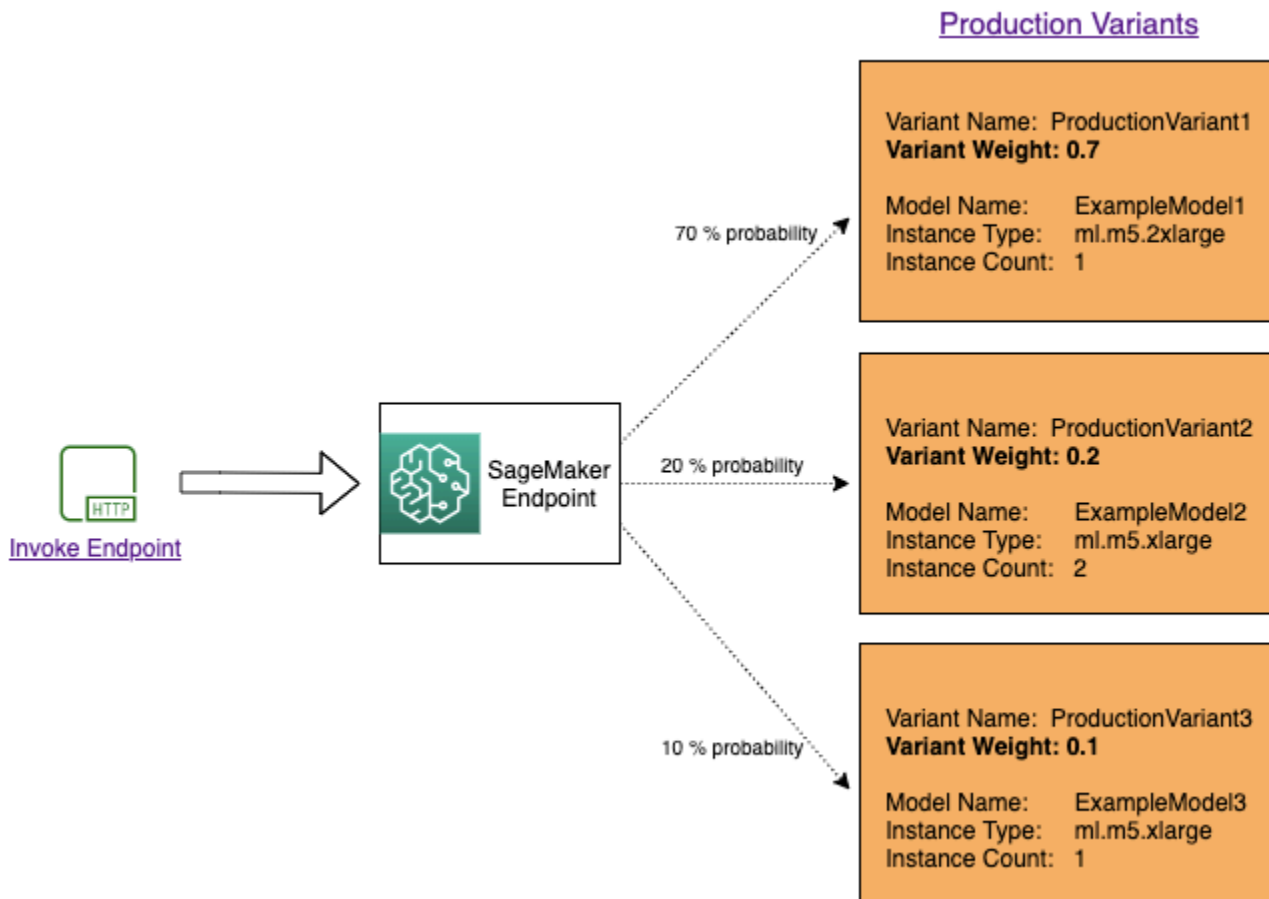 Production Variants
Variant Name: ProductionVariant1
Variant Weight: 0.7
Model Name: ExampleModel1
Instance Type: ml.m5.2xlarge
Instance Count: 1
70 % probability
Variant Name: ProductionVariant2
Variant Weight: 0.2
Model Name: ExampleModel2
Instance Type: ml.m5.xlarge
Instance Count: 2
20 % probability
SageMaker
Endpoint
HTTP
Invoke Endpoint
10 % probability
Variant Name: ProductionVariant3
Variant Weight: 0.1
Model Name: ExampleModel3
Instance Type: ml.m5.xlarge
Instance Count: 1